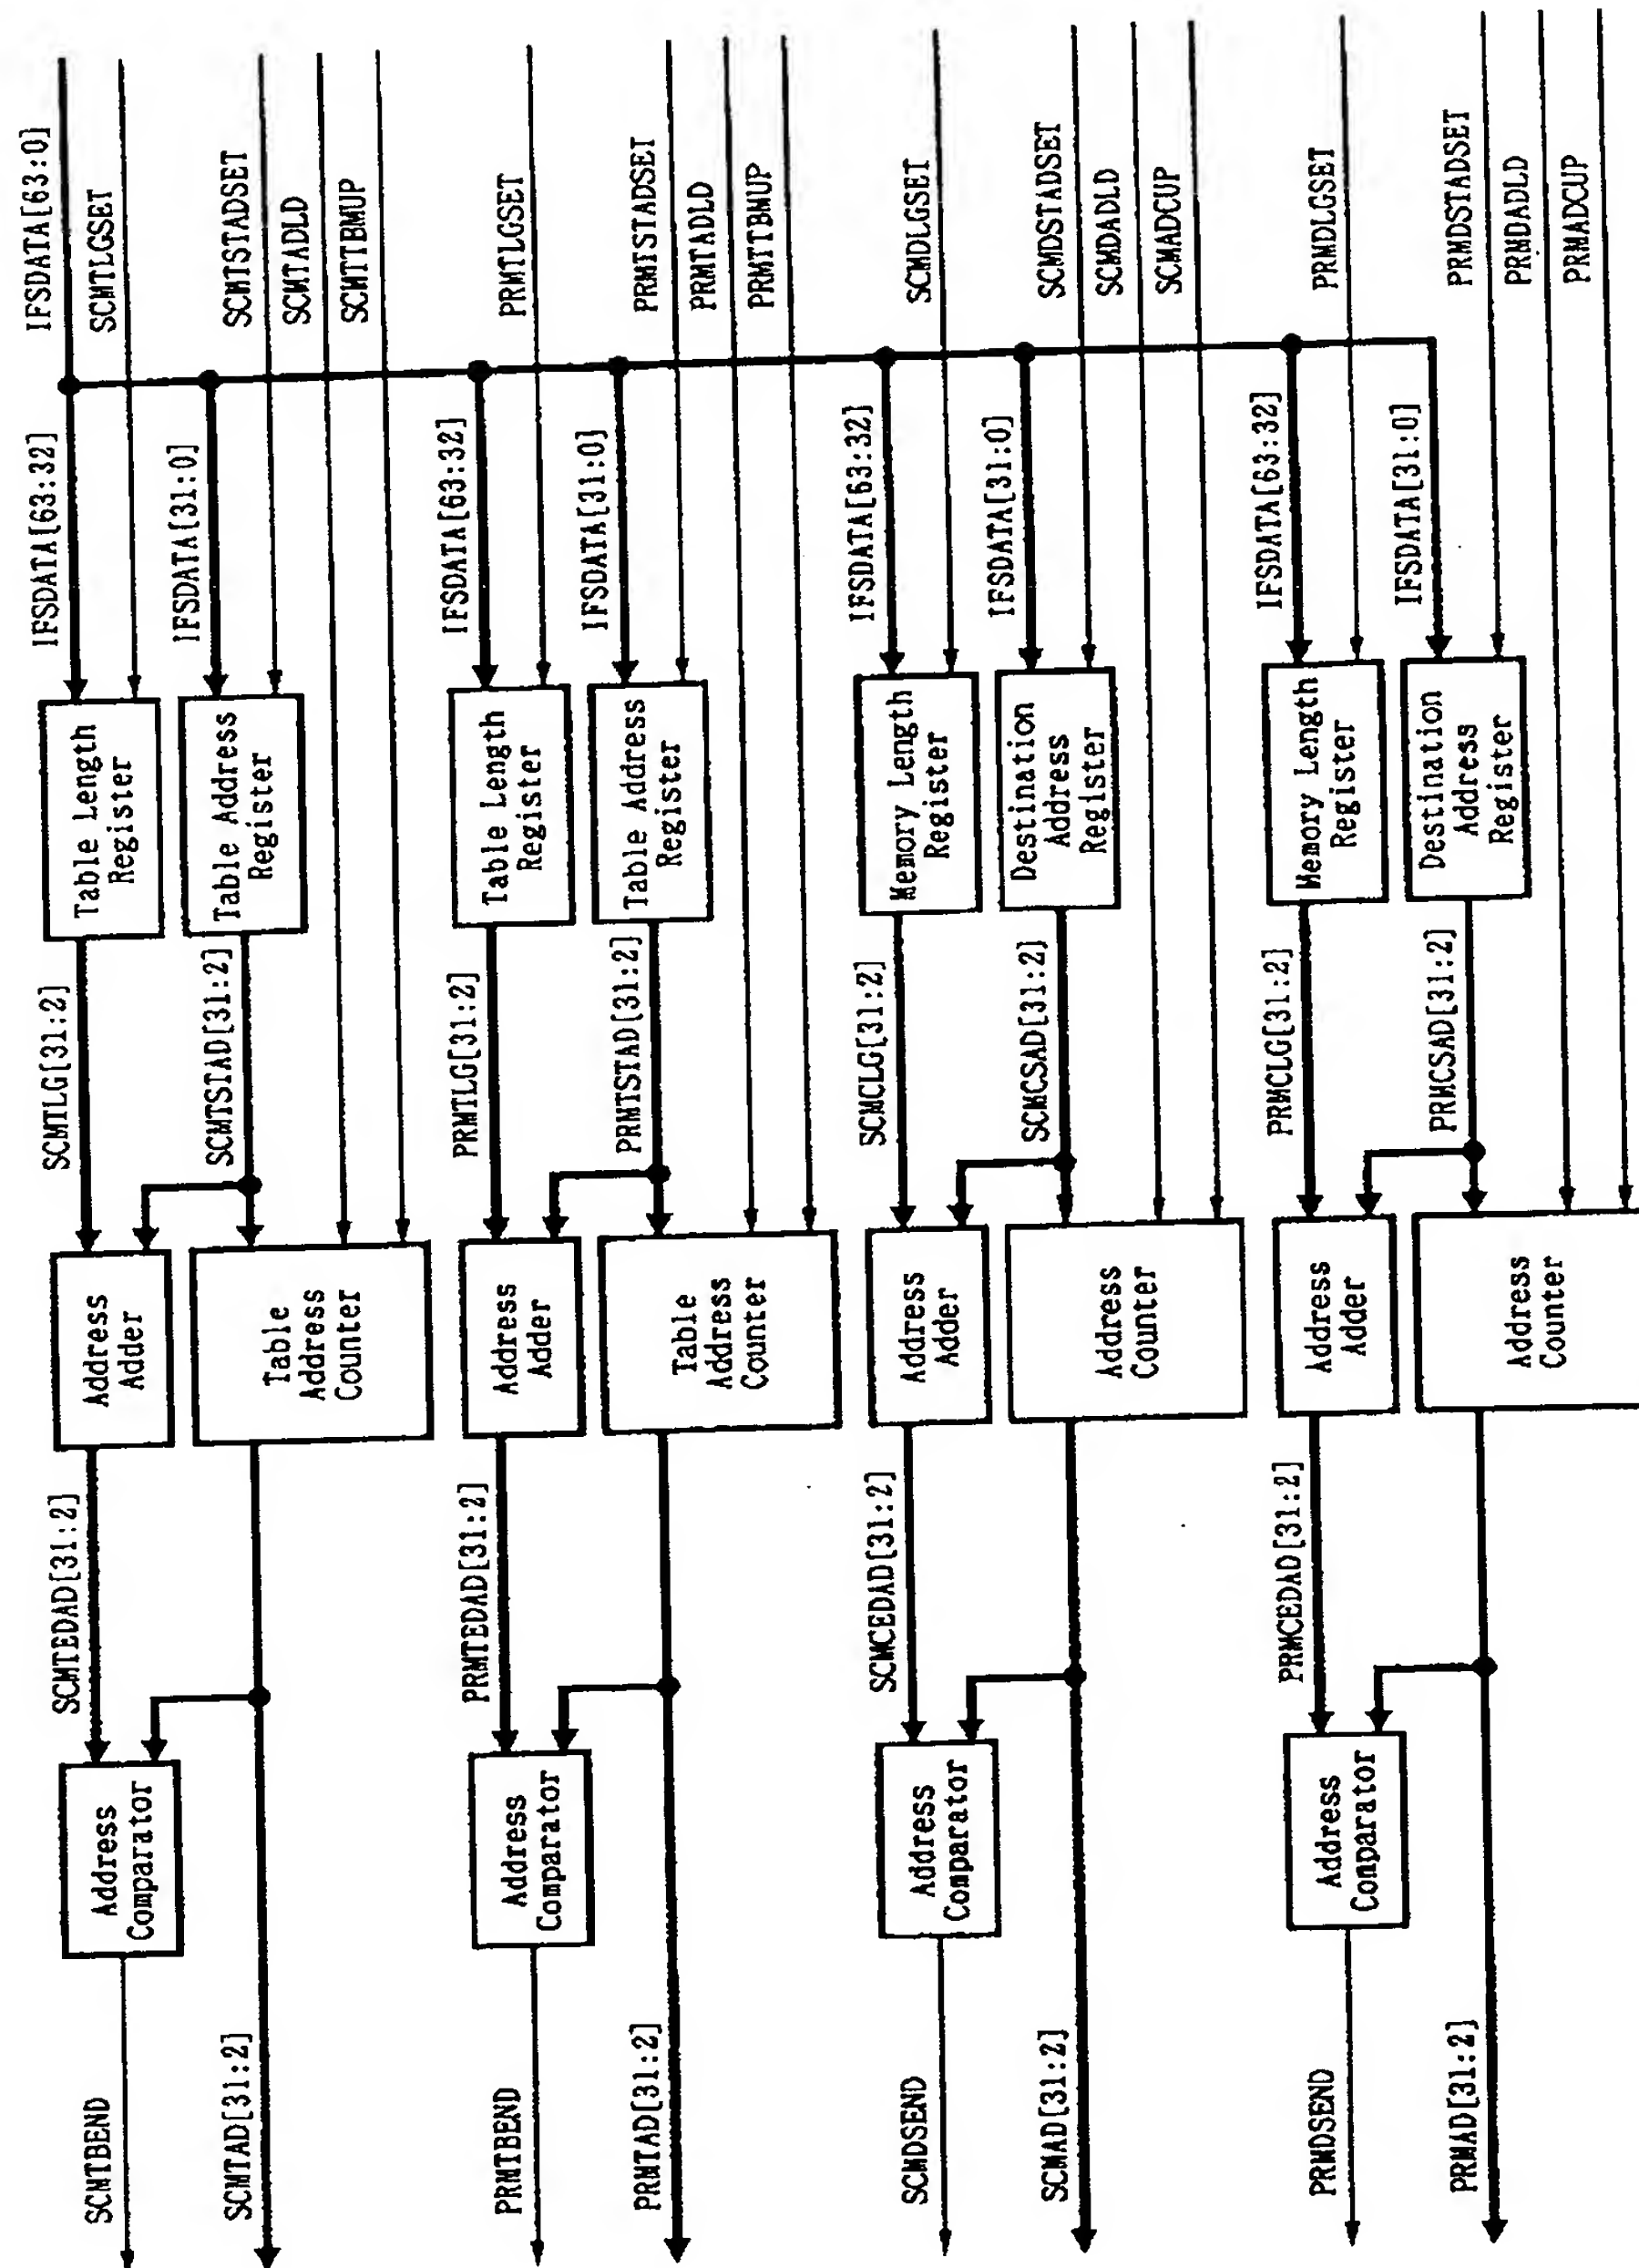 IFSDATA[63:0]
SCMTLGSET
SCMTSTADSET
SCMTADLD
SCMTTBMUP
PRMTLGSET
PRMTSTADSET
PRMTADLD
PRMTTBMUP
SCMDLGSET
SCMDSTADSET
SCMDADLD
SCMADCUP
PRMDLGSET
PRMDSTADSET
PRMDADLD
PRMADCUP
IFSDATA[63:32]
IFSDATA[31:0]
IFSDATA[63:32]
IFSDATA[31:0]
IFSDATA[63:32]
IFSDATA[31:0]
IFSDATA[63:32]
IFSDATA[31:0]
Table Length
Register
Table Address
Register
Table Length
Register
Table Address
Register
Memory Length
Register
Destination
Address
Register
Memory Length
Register
Destination
Address
Register
SCMTLG[31:2]
SCMTSTAD[31:2]
PRMTLG[31:2]
PRMTSTAD[31:2]
SCMCLG[31:2]
SCMCSAD[31:2]
PRMCLG[31:2]
PRMCSAD[31:2]
Address
Adder
Table
Address
Counter
Address
Adder
Table
Address
Counter
Address
Adder
Address
Counter
Address
Adder
Address
Counter
SCMTEDAD[31:2]
PRMTEDAD[31:2]
SCMCEDAD[31:2]
PRMCEDAD[31:2]
Address
Comparator
Address
Comparator
Address
Comparator
Address
Comparator
SCMTBEND
SCMTAD[31:2]
PRMTBEND
PRMTAD[31:2]
SCMDSEND
SCMAD[31:2]
PRMDSEND
PRMAD[31:2]